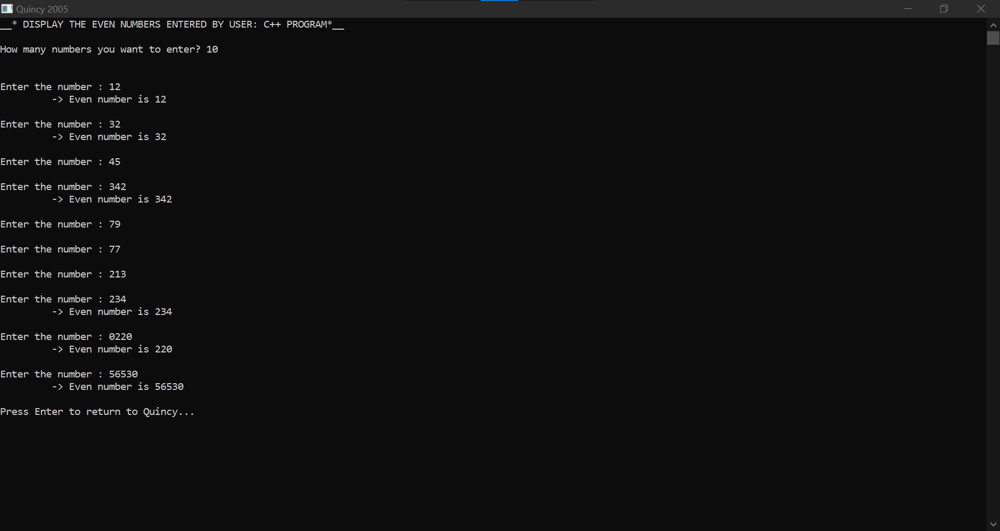 Quincy 2005
__* DISPLAY THE EVEN NUMBERS ENTERED BY USER: C++ PROGRAM*__
How many numbers you want to enter? 10
Enter the number : 12
-> Even number is 12
Enter the number : 32
-> Even number is 32
Enter the number : 45
Enter the number : 342
-> Even number is 342
Enter the number : 79
Enter the number : 77
Enter the number : 213
Enter the number : 234
-> Even number is 234
Enter the number : 0220
-> Even number is 220
Enter the number : 56530
-> Even number is 56530
Press Enter to return to Quincy...